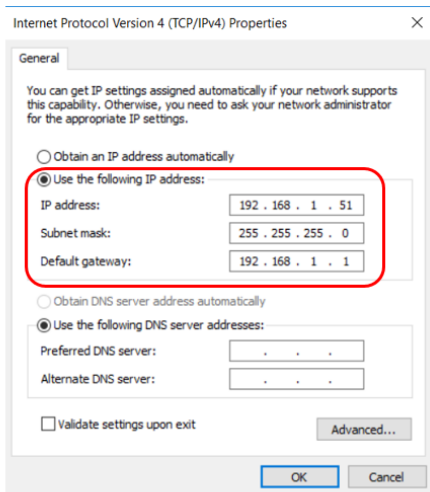 Internet Protocol Version 4 (TCP/IPv4) Properties
General
You can get IP settings assigned automatically if your network supports
this capability. Otherwise, you need to ask your network administrator
for the appropriate IP settings.
Obtain an IP address automatically
Use the following IP address:
IP address: 192 . 168 . 1 . 51
Subnet mask: 255 . 255 . 255 . 0
Default gateway: 192 . 168 . 1 . 1
Obtain DNS server address automatically
Use the following DNS server addresses:
Preferred DNS server: . . .
Alternate DNS server: . . .
Validate settings upon exit
Advanced...
OK Cancel